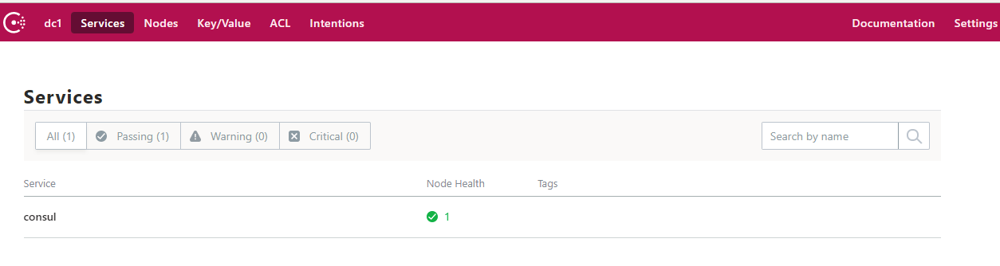 dc1 Services Nodes Key/Value ACL Intentions Documentation Settings
Services
All (1) Passing (1) Warning (0) Critical (0) Search by name
Service Node Health Tags
consul 1